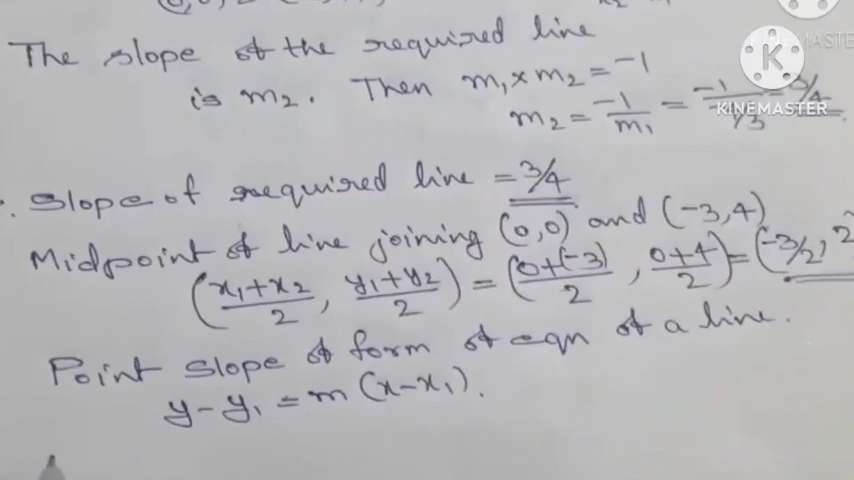 The slope of the required line
is m₂. Then m₁ × m₂ = -1
m₂ = -1/m₁ = -1/ /3 = 3/4
Slope of required line = 3/4
Midpoint of line joining (0,0) and (-3,4)
(x₁+x₂/2, y₁+y₂/2) = (0+(-3)/2, 0+4/2) = (-3/2, 2
Point slope of form of eqn of a line.
y-y₁ = m (x-x₁).
K
KINEMASTER